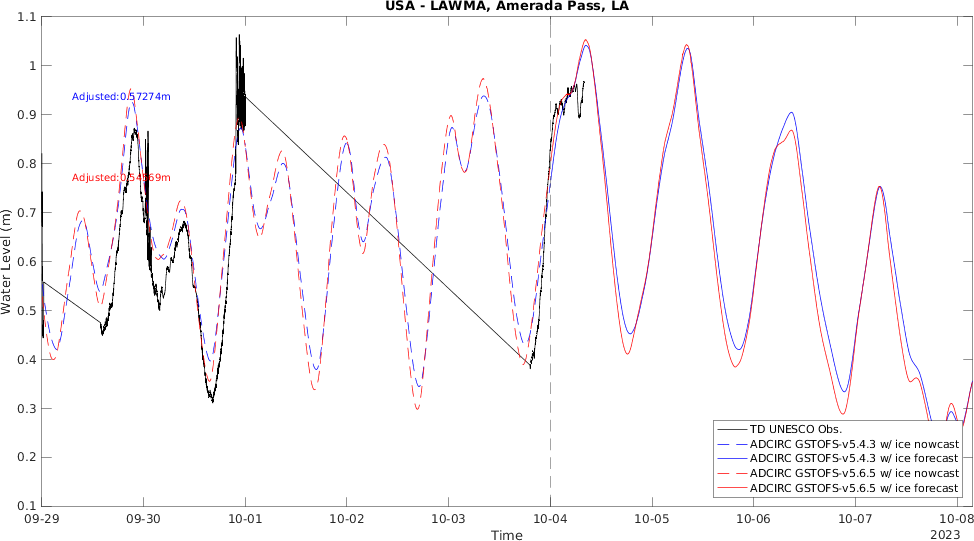 USA - LAWMA, Amerada Pass, LA
1.1
1
0.9
0.8
0.7
0.6
0.5
0.4
0.3
0.2
0.1
Water Level (m)
Adjusted:0.57274m
TD UNESCO Obs.
ADCIRC GSTOFS-v5.4.3 w/ ice nowcast
ADCIRC GSTOFS-v5.4.3 w/ ice forecast
ADCIRC GSTOFS-v5.6.5 w/ ice nowcast
ADCIRC GSTOFS-v5.6.5 w/ ice forecast
09-29 09-30 10-01 10-02 10-03 10-04 10-05 10-06 10-07 10-08
2023
Time